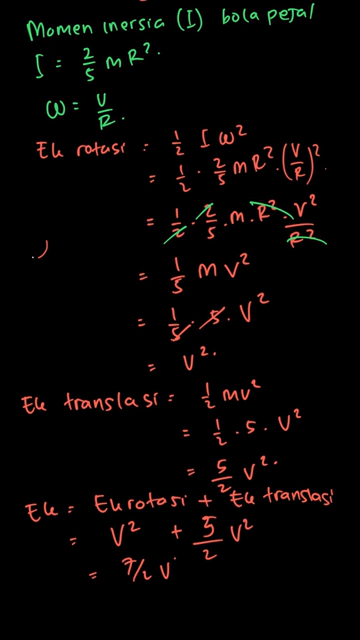 Momen inersia (I) bola pejal
I = 2/5 m R².
ω = V/R.
Ek rotasi = 1/2 I ω²
= 1/2 · 2/5 m R² · (V/R)².
= 1/2 · 2/5 · m · R² · V²/R²
= 1/5 m v²
= 1/5 · 5 · V²
= V².
Ek translasi = 1/2 mv²
= 1/2 · 5 · V²
= 5/2 V².
Ek = Ek rotasi + Ek translasi
= V² + 5/2 V²
= 7/2 V